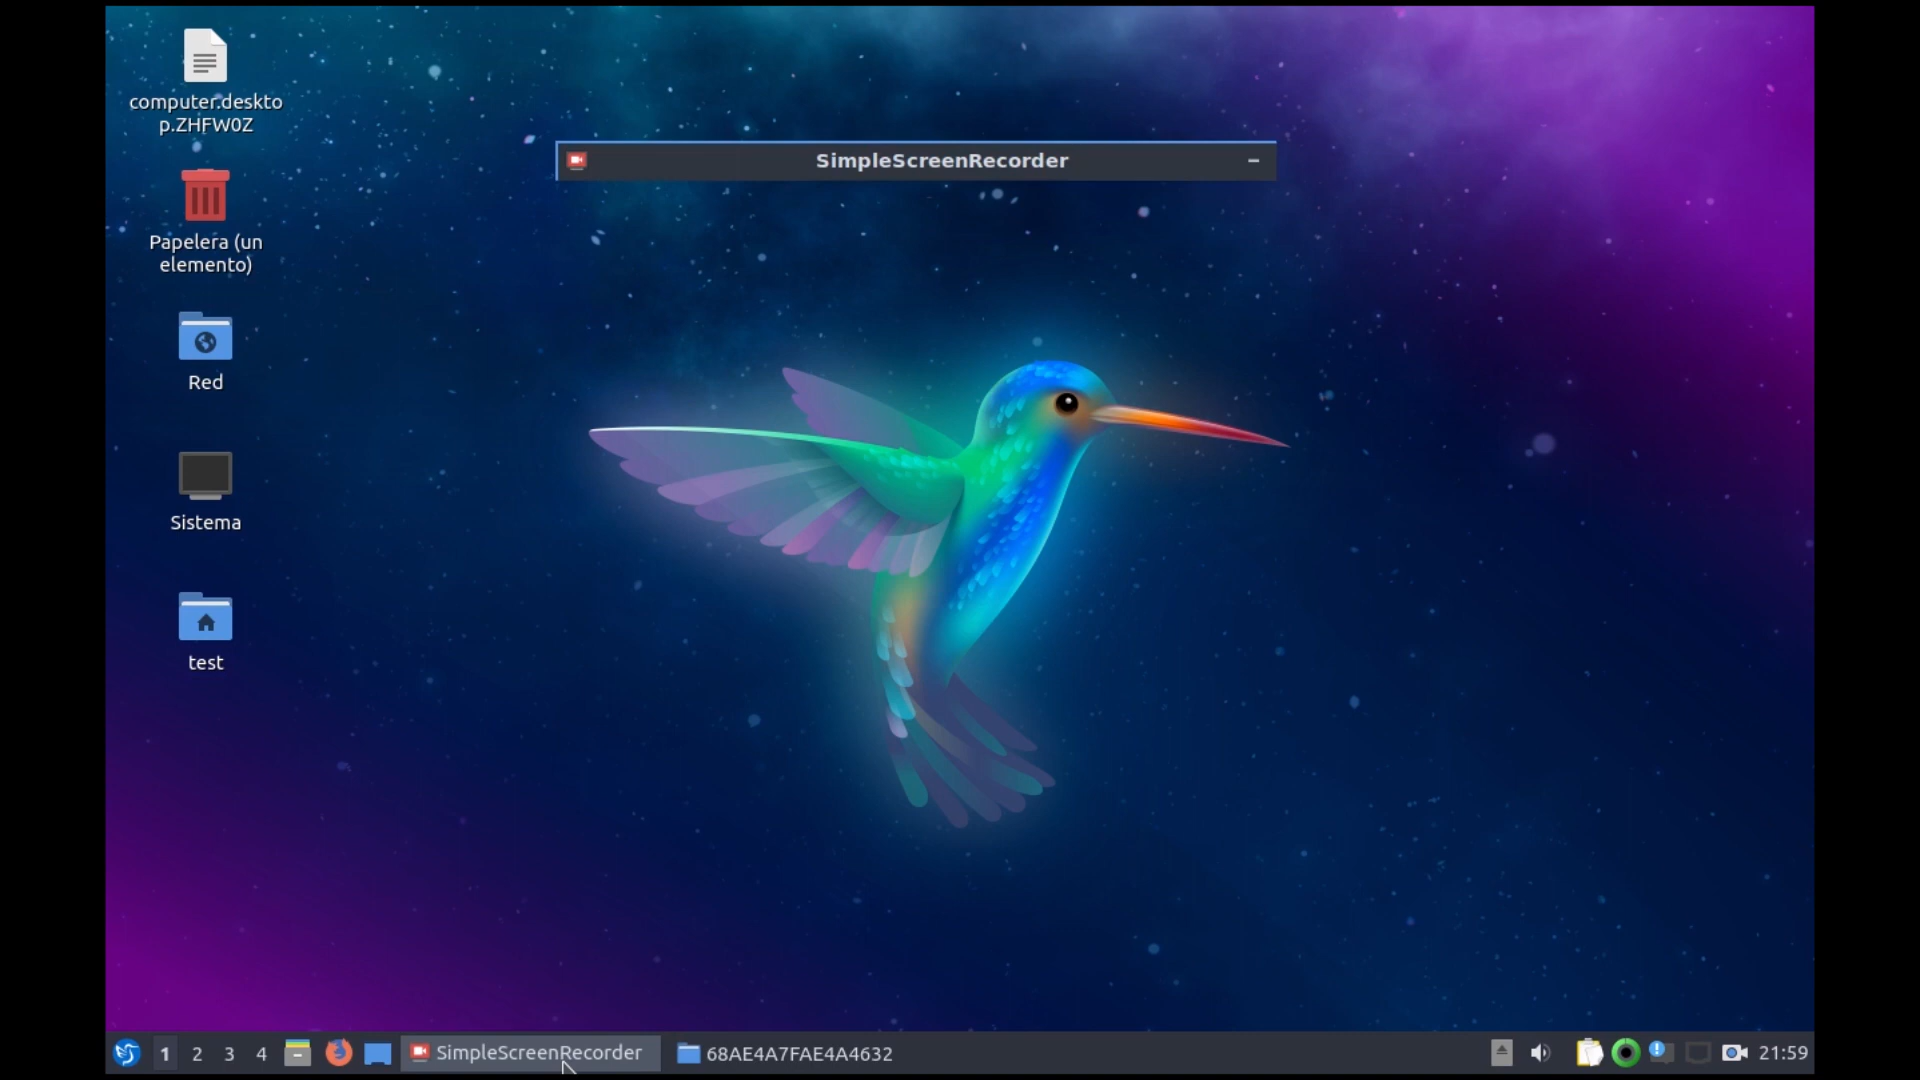 computer.deskto
p.ZHFW0Z
SimpleScreenRecorder
Papelera (un
elemento)
Red
Sistema
test
1 2 3 4 SimpleScreenRecorder 68AE4A7FAE4A4632 21:59